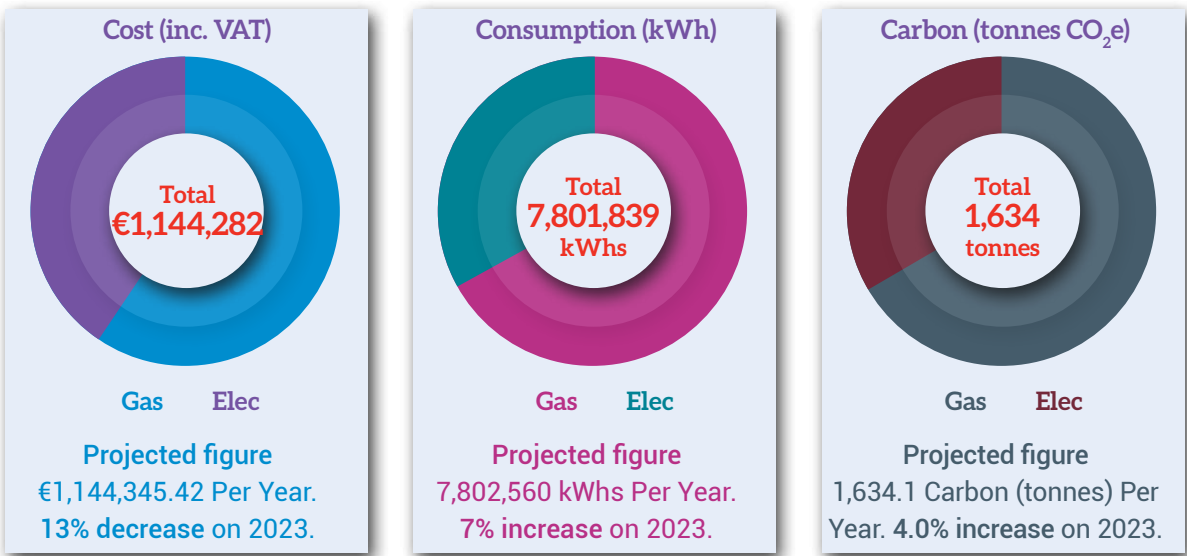 Cost (inc. VAT)
Total
€1,144,282
Gas Elec
Projected figure
€1,144,345.42 Per Year.
13% decrease on 2023.
Consumption (kWh)
Total
7,801,839
kWhs
Gas Elec
Projected figure
7,802,560 kWhs Per Year.
7% increase on 2023.
Carbon (tonnes CO₂e)
Total
1,634
tonnes
Gas Elec
Projected figure
1,634.1 Carbon (tonnes) Per
Year. 4.0% increase on 2023.